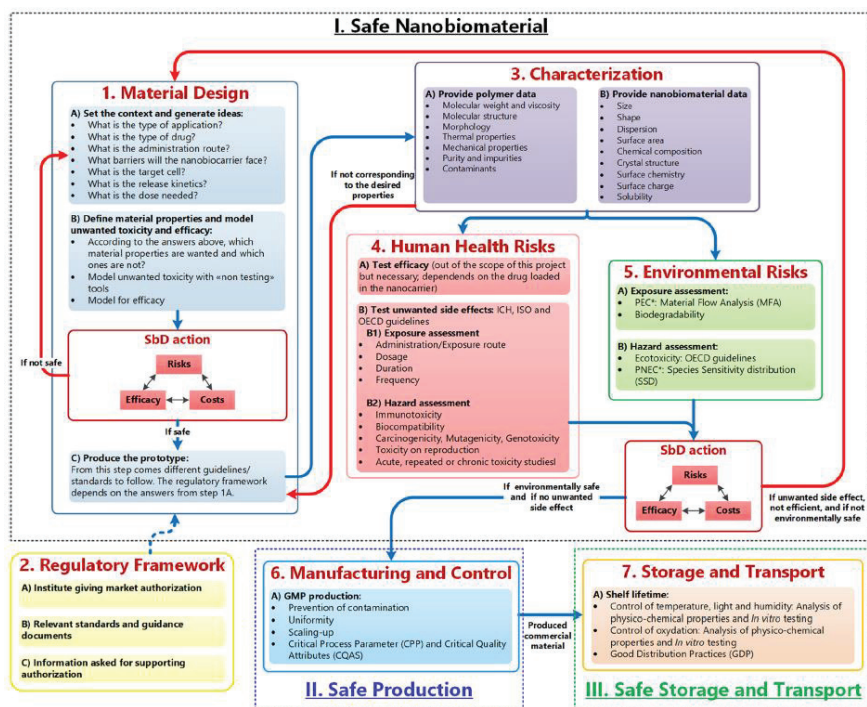 I. Safe Nanobiomaterial
1. Material Design
A) Set the context and generate ideas:
• What is the type of application?
• What is the type of drug?
• What is the administration route?
• What barriers will the nanobiocarrier face?
• What is the target cell?
• What is the release kinetics?
• What is the dose needed?
B) Define material properties and model
unwanted toxicity and efficacy:
• According to the answers above, which
material properties are wanted and which
ones are not?
• Model unwanted toxicity with «non testing»
tools
• Model for efficacy
If not safe
SbD action
Risks
Efficacy
Costs
If safe
C) Produce the prototype:
From this step comes different guidelines/
standards to follow. The regulatory framework
depends on the answers from step 1A.
3. Characterization
A) Provide polymer data
• Molecular weight and viscosity
• Molecular structure
• Morphology
• Thermal properties
• Mechanical properties
• Purity and impurities
• Contaminants
B) Provide nanobiomaterial data
• Size
• Shape
• Dispersion
• Surface area
• Chemical composition
• Crystal structure
• Surface chemistry
• Surface charge
• Solubility
If not corresponding
to the desired
properties
4. Human Health Risks
A) Test efficacy (out of the scope of this project
but necessary; dependends on the drug loaded
in the nanocarrier)
B) Test unwanted side effects: ICH, ISO and
OECD guidelines
B1) Exposure assessment
• Administration/Exposure route
• Dosage
• Duration
• Frequency
B2) Hazard assessment
• Immunotoxicity
• Biocompatibility
• Carcinogenicity, Mutagenicity, Genotoxicity
• Toxicity on reproduction
• Acute, repeated or chronic toxicity studiesl
5. Environmental Risks
A) Exposure assessment:
• PEC*: Material Flow Analysis (MFA)
• Biodegradability
B) Hazard assessment:
• Ecotoxicity: OECD guidelines
• PNEC*: Species Sensitivity distribution
(SSD)
SbD action
Risks
Efficacy
Costs
If environmentally safe
and if no unwanted
side effect
If unwanted side effect,
not efficient, and if not
environmentally safe
2. Regulatory Framework
A) Institute giving market authorization
B) Relevant standards and guidance
documents
C) Information asked for supporting
authorization
6. Manufacturing and Control
A) GMP production:
• Prevention of contamination
• Uniformity
• Scaling-up
• Critical Process Parameter (CPP) and Critical Quality
Attributes (CQAS)
II. Safe Production
Produced
commercial
material
7. Storage and Transport
A) Shelf lifetime:
• Control of temperature, light and humidity: Analysis of
physico-chemical properties and In vitro testing
• Control of oxydation: Analysis of physico-chemical
properties and In vitro testing
• Good Distribution Practices (GDP)
III. Safe Storage and Transport